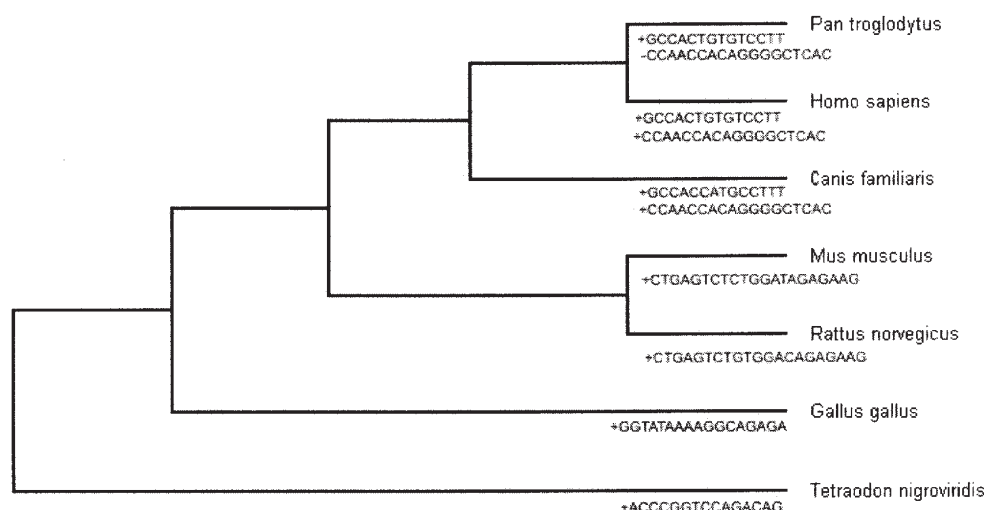 Pan troglodytus
+GCCACTGTGTCCTT
-CCAACCACAGGGGCTCAC
Homo sapiens
+GCCACTGTGTCCTT
+CCAACCACAGGGGCTCAC
Canis familiaris
+GCCACCATGCCTTT
+CCAACCACAGGGGCTCAC
Mus musculus
+CTGAGTCTCTGGATAGAGAAG
Rattus norvegicus
+CTGAGTCTGTGGACAGAGAAG
Gallus gallus
+GGTATAAAAGGCAGAGA
Tetraodon nigroviridis
+ACCCGGTCCAGACAG